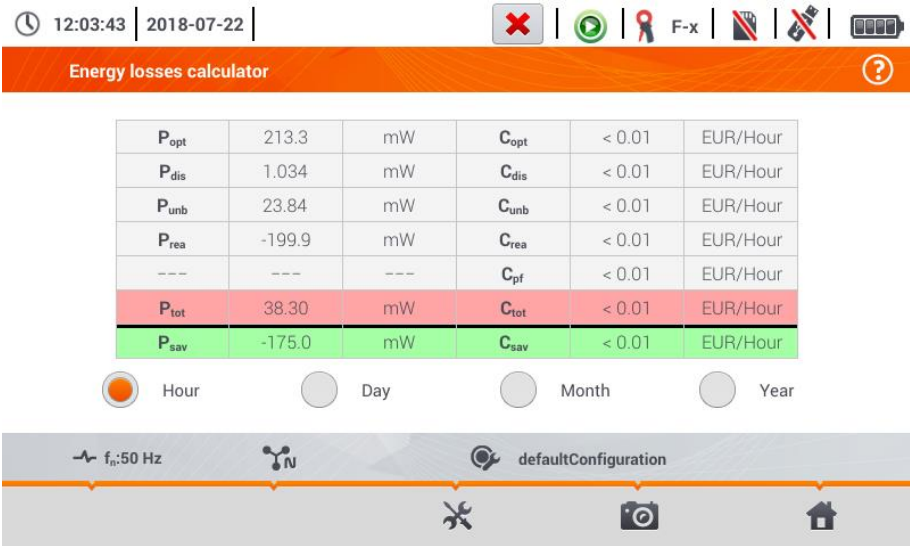 12:03:43 2018-07-22 F-x
Energy losses calculator ?
Popt 213.3 mW Copt < 0.01 EUR/Hour
Pdis 1.034 mW Cdis < 0.01 EUR/Hour
Punb 23.84 mW Cunb < 0.01 EUR/Hour
Prea -199.9 mW Crea < 0.01 EUR/Hour
--- --- --- Cpf < 0.01 EUR/Hour
Ptot 38.30 mW Ctot < 0.01 EUR/Hour
Psav -175.0 mW Csav < 0.01 EUR/Hour
Hour Day Month Year
fn:50 Hz N defaultConfiguration